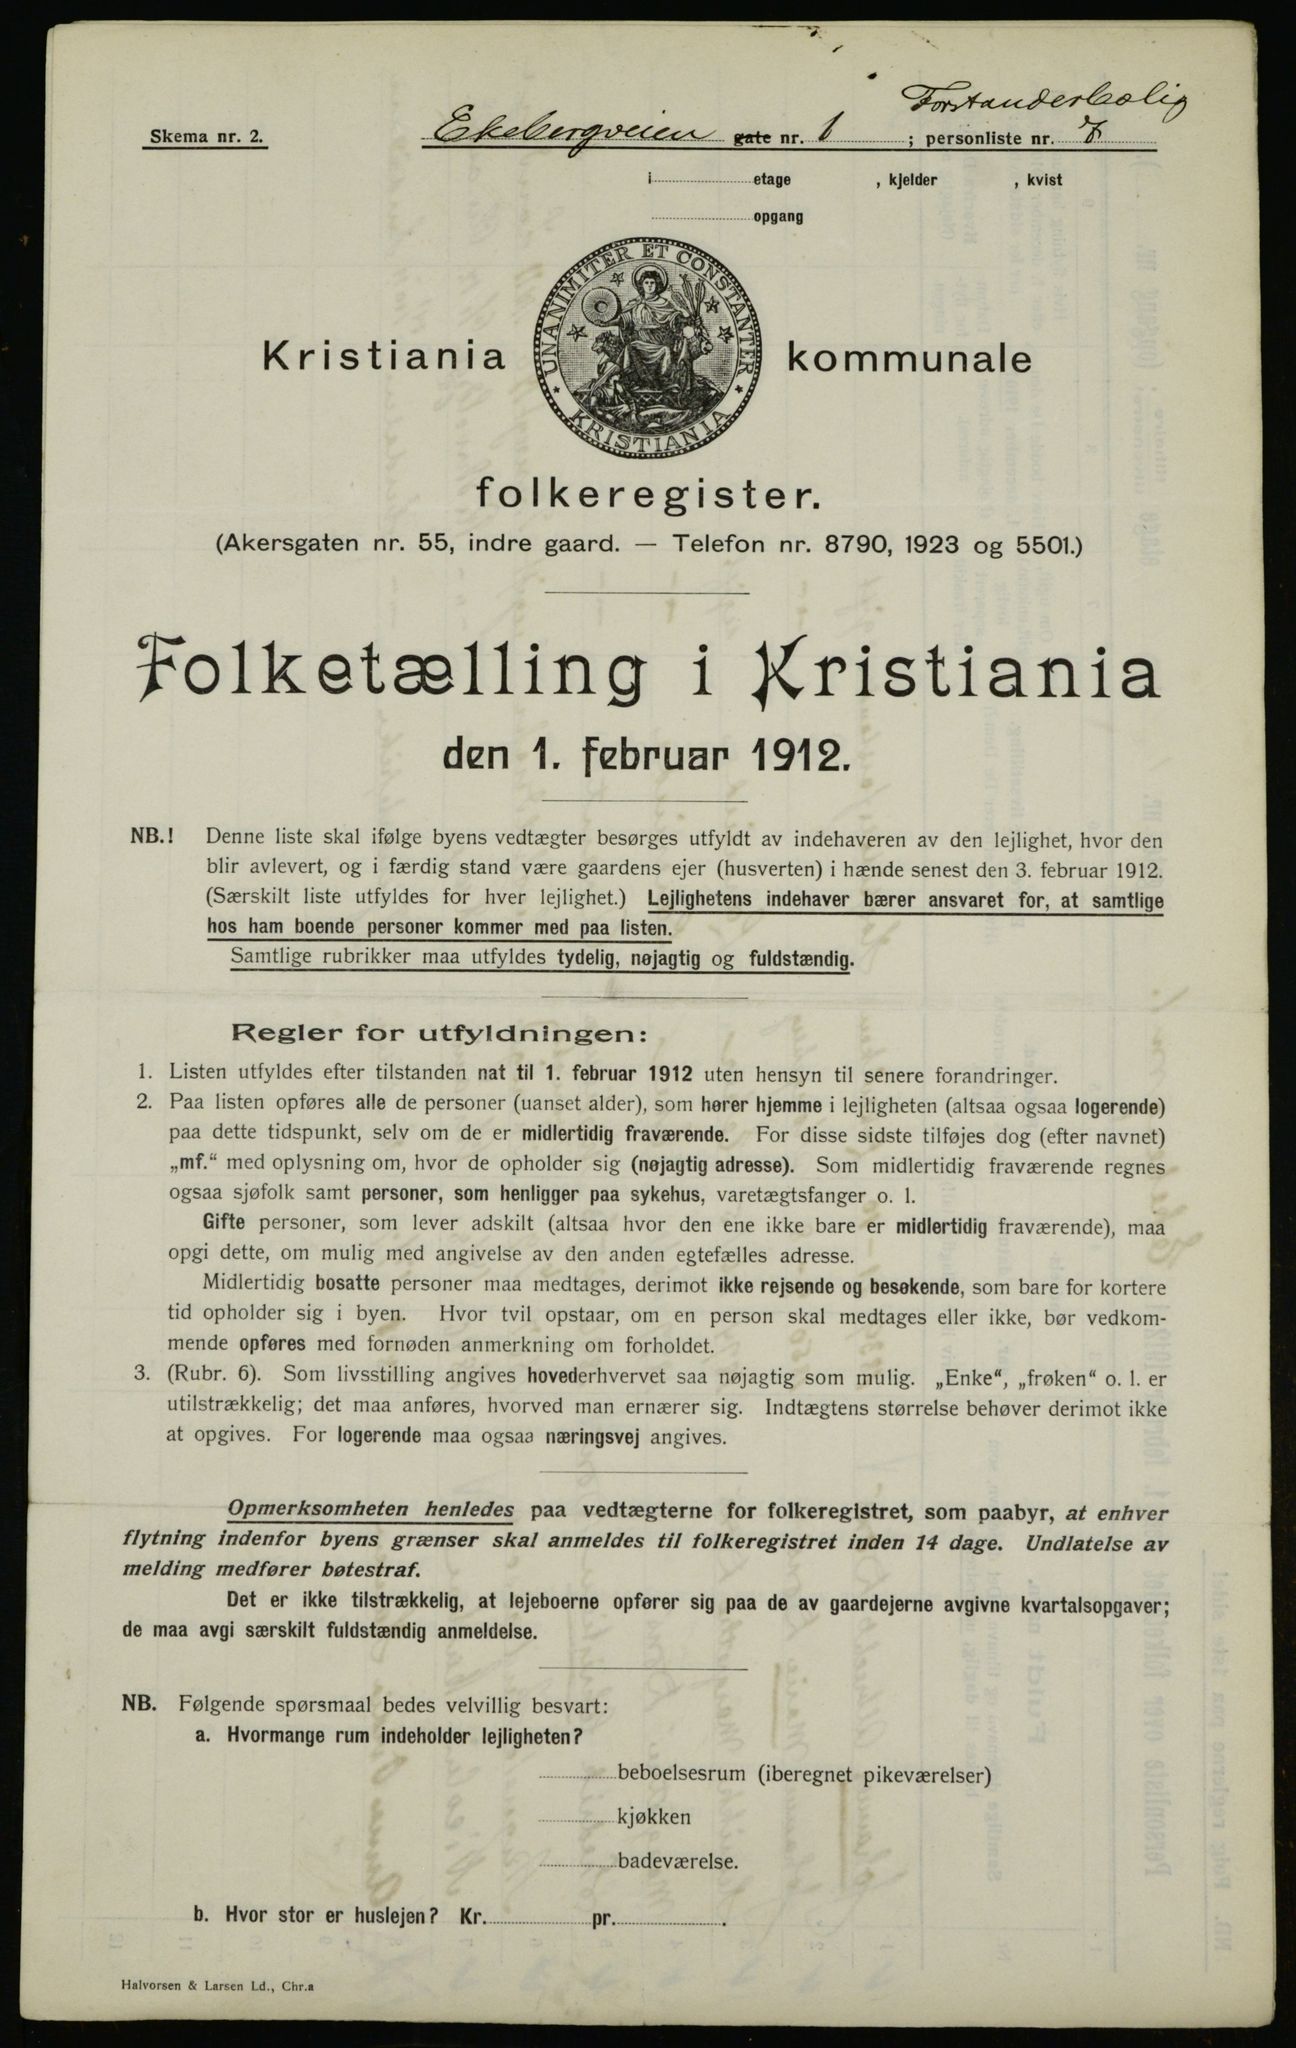 Forstanderbolig
Skema nr. 2.
Ekebergveien gate nr. 1 ; personliste nr. 7
i etage , kjelder , kvist
opgang
UNANIMITER ET CONSTANTER
KRISTIANIA
Kristiania kommunale
folkeregister.
(Akersgaten nr. 55, indre gaard. — Telefon nr. 8790, 1923 og 5501.)
Folketælling i Kristiania
den 1. februar 1912.
NB.! Denne liste skal ifølge byens vedtægter besørges utfyldt av indehaveren av den lejlighet, hvor den
blir avlevert, og i færdig stand være gaardens ejer (husverten) i hænde senest den 3. februar 1912.
(Særskilt liste utfyldes for hver lejlighet.) Lejlighetens indehaver bærer ansvaret for, at samtlige
hos ham boende personer kommer med paa listen.
Samtlige rubrikker maa utfyldes tydelig, nøjagtig og fuldstændig.
Regler for utfyldningen:
1. Listen utfyldes efter tilstanden nat til 1. februar 1912 uten hensyn til senere forandringer.
2. Paa listen opføres alle de personer (uanset alder), som hører hjemme i lejligheten (altsaa ogsaa logerende)
paa dette tidspunkt, selv om de er midlertidig fraværende. For disse sidste tilføjes dog (efter navnet)
„mf.“ med oplysning om, hvor de opholder sig (nøjagtig adresse). Som midlertidig fraværende regnes
ogsaa sjøfolk samt personer, som henligger paa sykehus, varetægtsfanger o. l.
Gifte personer, som lever adskilt (altsaa hvor den ene ikke bare er midlertidig fraværende), maa
opgi dette, om mulig med angivelse av den anden egtefælles adresse.
Midlertidig bosatte personer maa medtages, derimot ikke rejsende og besøkende, som bare for kortere
tid opholder sig i byen. Hvor tvil opstaar, om en person skal medtages eller ikke, bør vedkom-
mende opføres med fornøden anmerkning om forholdet.
3. (Rubr. 6). Som livsstilling angives hovederhvervet saa nøjagtig som mulig. „Enke“, „frøken“ o. l. er
utilstrækkelig; det maa anføres, hvorved man ernærer sig. Indtægtens størrelse behøver derimot ikke
at opgives. For logerende maa ogsaa næringsvej angives.
Opmerksomheten henledes paa vedtægterne for folkeregistret, som paabyr, at enhver
flytning indenfor byens grænser skal anmeldes til folkeregistret inden 14 dage. Undlatelse av
melding medfører bøtestraf.
Det er ikke tilstrækkelig, at lejeboerne opfører sig paa de av gaardejerne avgivne kvartalsopgaver;
de maa avgi særskilt fuldstændig anmeldelse.
NB. Følgende spørsmaal bedes velvillig besvart:
a. Hvormange rum indeholder lejligheten?
beboelsesrum (iberegnet pikeværelser)
kjøkken
badeværelse.
b. Hvor stor er huslejen? Kr. pr. .
Halvorsen & Larsen Ld., Chr.a